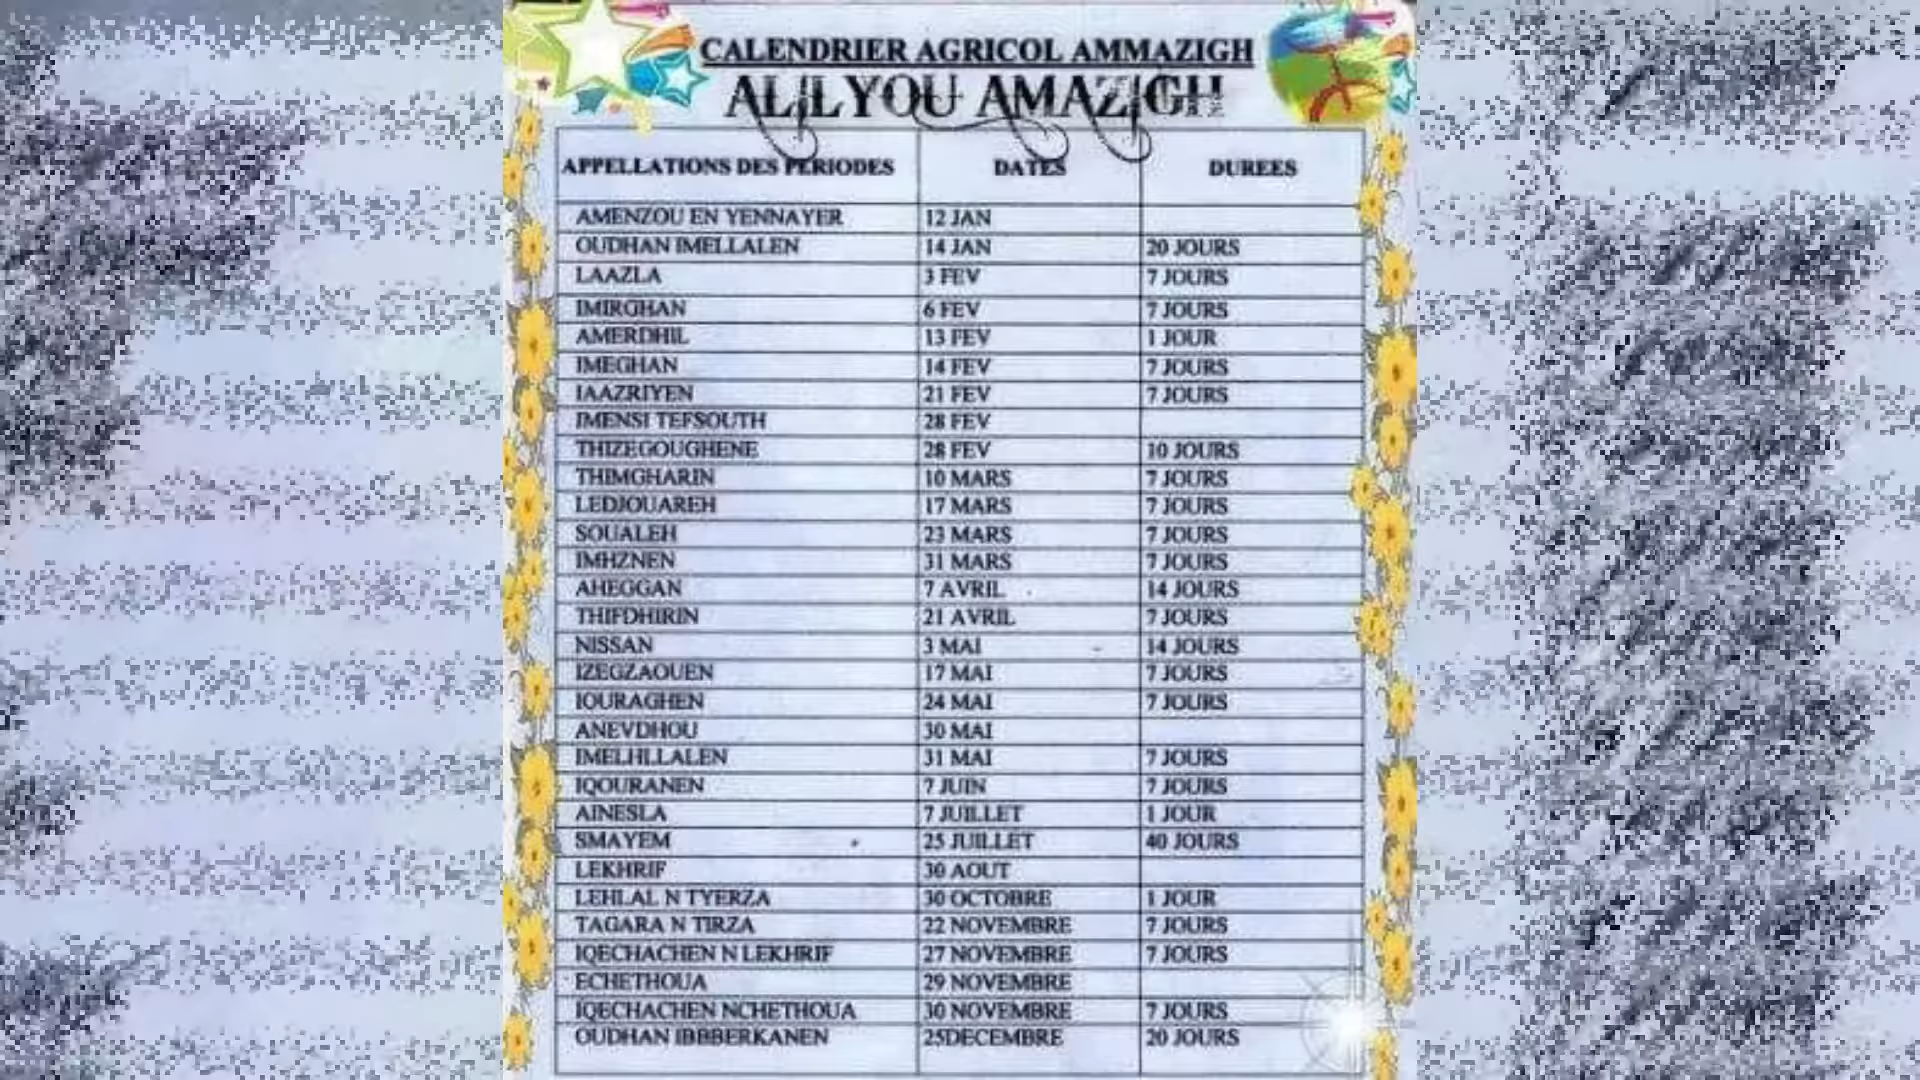 CALENDRIER AGRICOL AMMAZIGH
ALILYOU AMAZIGH
APPELLATIONS DES PERIODES DATES DUREES
AMENZOU EN YENNAYER 12 JAN
OUDHAN IMELLALEN 14 JAN 20 JOURS
LAAZLA 3 FEV 7 JOURS
IMIRGHAN 6 FEV 7 JOURS
AMERDHIL 13 FEV 1 JOUR
IMEGHAN 14 FEV 7 JOURS
IAAZRIYEN 21 FEV 7 JOURS
IMENSI TEFSOUTH 28 FEV
THIZEGOUGHENE 28 FEV 10 JOURS
THIMGHARIN 10 MARS 7 JOURS
LEDJOUAREH 17 MARS 7 JOURS
SOUALEH 23 MARS 7 JOURS
IMHZNEN 31 MARS 7 JOURS
AHEGGAN 7 AVRIL 14 JOURS
THIFDHIRIN 21 AVRIL 7 JOURS
NISSAN 3 MAI 14 JOURS
IZEGZAOUEN 17 MAI 7 JOURS
IOURAGHEN 24 MAI 7 JOURS
ANEVDHOU 30 MAI
IMELHLLALEN 31 MAI 7 JOURS
IQOURANEN 7 JUIN 7 JOURS
AINESLA 7 JUILLET 1 JOUR
SMAYEM 25 JUILLET 40 JOURS
LEKHRIF 30 AOUT
LEHLAL N TYERZA 30 OCTOBRE 1 JOUR
TAGARA N TIRZA 22 NOVEMBRE 7 JOURS
IQECHACHEN N LEKHRIF 27 NOVEMBRE 7 JOURS
ECHETHOUA 29 NOVEMBRE
IQECHACHEN NCHETHOUA 30 NOVEMBRE 7 JOURS
OUDHAN IBBBERKANEN 25DECEMBRE 20 JOURS